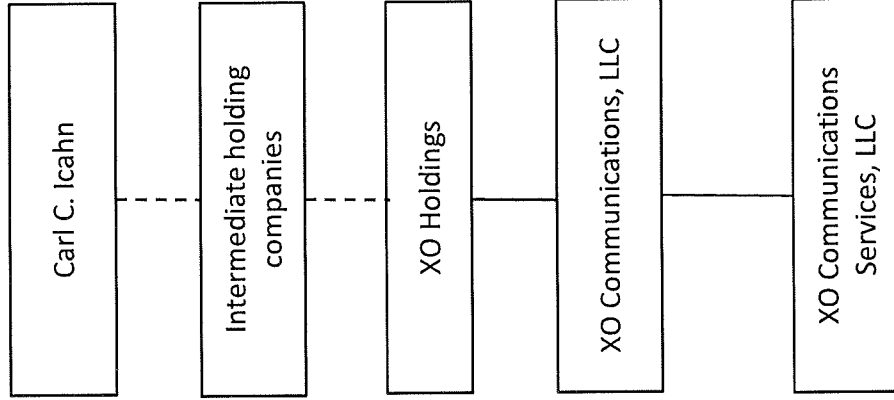 Carl C. Icahn
Intermediate holding
companies
XO Holdings
XO Communications, LLC
XO Communications
Services, LLC